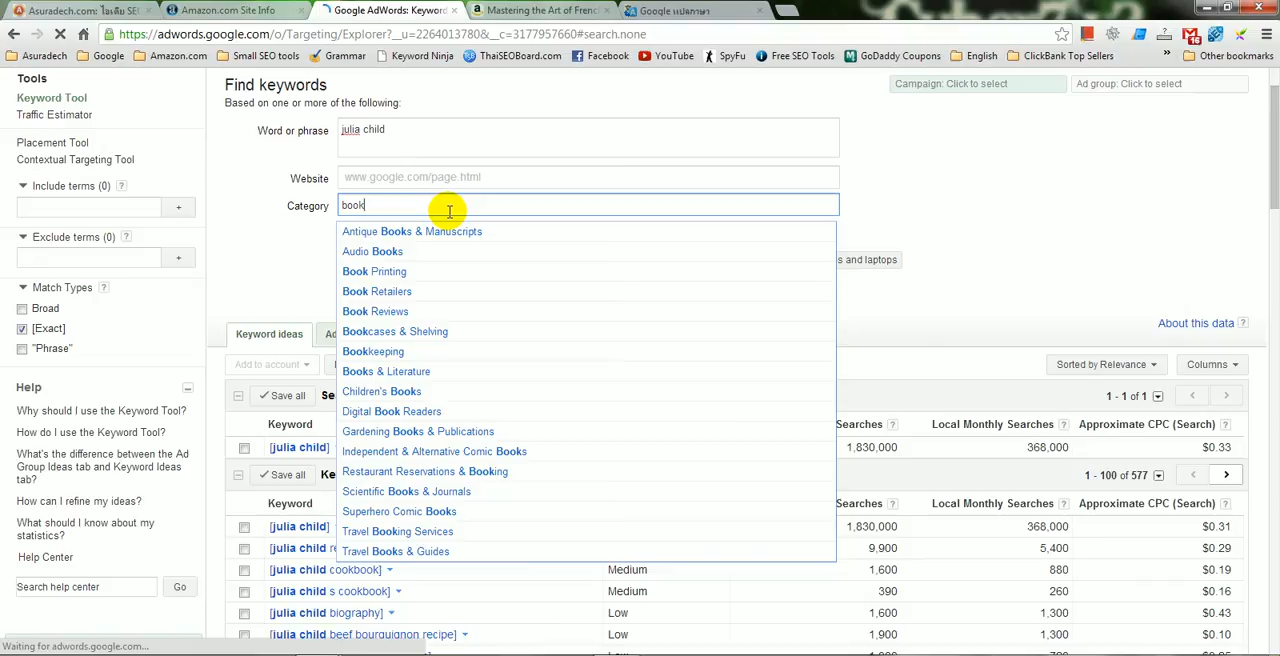 Asuradech.com: ไอเดีย SE
Amazon.com Site Info
Google AdWords: Keyword
Mastering the Art of Frenc
Google แปลภาษา
https://adwords.google.com/o/Targeting/Explorer?__u=2264013780&__c=3177957660#search.none
Asuradech Google Amazon.com Small SEO tools Grammar Keyword Ninja ThaiSEOBoard.com Facebook YouTube SpyFu Free SEO Tools GoDaddy Coupons English ClickBank Top Sellers » Other bookmarks
Tools
Keyword Tool
Traffic Estimator
Placement Tool
Contextual Targeting Tool
Include terms (0) ?
+
Exclude terms (0) ?
+
Match Types ?
Broad
[Exact]
"Phrase"
Help
Why should I use the Keyword Tool?
How do I use the Keyword Tool?
What's the difference between the Ad
Group Ideas tab and Keyword Ideas
tab?
How can I refine my ideas?
What should I know about my
statistics?
Help Center
Search help center Go
Waiting for adwords.google.com...
Find keywords
Campaign: Click to select
Ad group: Click to select
Based on one or more of the following:
Word or phrase julia child
Website www.google.com/page.html
Category book
Antique Books & Manuscripts
Audio Books
Book Printing
Book Retailers
Book Reviews
Bookcases & Shelving
Bookkeeping
Books & Literature
Children's Books
Digital Book Readers
Gardening Books & Publications
Independent & Alternative Comic Books
Restaurant Reservations & Booking
Scientific Books & Journals
Superhero Comic Books
Travel Booking Services
Travel Books & Guides
s and laptops
About this data ?
Keyword ideas Ad
Add to account
Sorted by Relevance Columns
Save all Se 1 - 1 of 1
Keyword Searches ? Local Monthly Searches ? Approximate CPC (Search) ?
[julia child] 1,830,000 368,000 $0.33
Save all Ke 1 - 100 of 577
Keyword Searches ? Local Monthly Searches ? Approximate CPC (Search) ?
[julia child] 1,830,000 368,000 $0.31
[julia child re 9,900 5,400 $0.29
[julia child cookbook] Medium 1,600 880 $0.19
[julia child s cookbook] Medium 390 260 $0.16
[julia child biography] Low 1,600 1,300 $0.43
[julia child beef bourguignon recipe] Low 1,900 1,300 $0.10